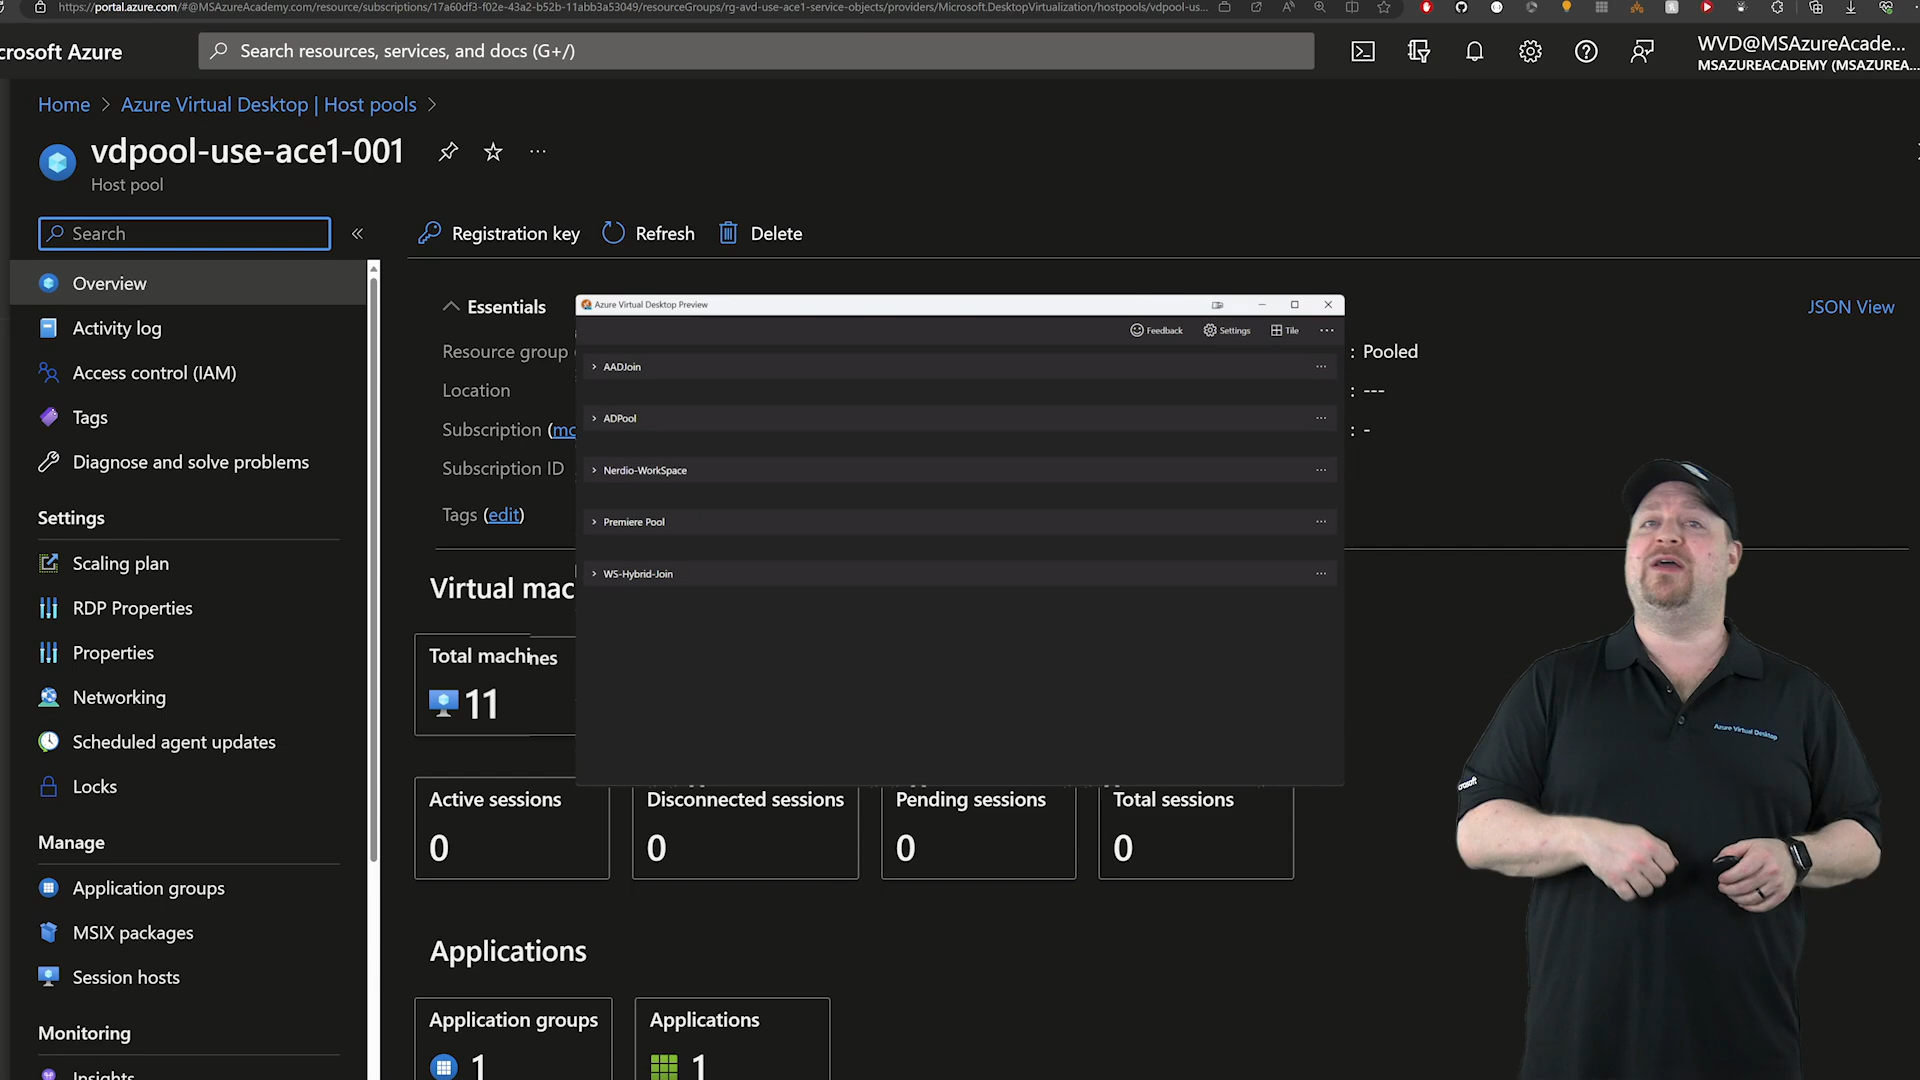 https://portal.azure.com/#@MSAzureAcademy.com/resource/subscriptions/17a60df3-f02e-43a2-b52b-11abb3a53049/resourceGroups/rg-avd-use-ace1-service-objects/providers/Microsoft.DesktopVirtualization/hostpools/vdpool-us...
crosoft Azure
Search resources, services, and docs (G+/)
WVD@MSAzureAcade...
MSAZUREACADEMY (MSAZUREA...
Home > Azure Virtual Desktop | Host pools >
vdpool-use-ace1-001
...
Host pool
Search
«
Registration key
Refresh
Delete
Overview
Activity log
Access control (IAM)
Tags
Diagnose and solve problems
Settings
Scaling plan
RDP Properties
Properties
Networking
Scheduled agent updates
Locks
Manage
Application groups
MSIX packages
Session hosts
Monitoring
Insights
Essentials
JSON View
Resource group
: Pooled
Location
: ---
Subscription (mo
: -
Subscription ID
Tags (edit)
Azure Virtual Desktop Preview
Feedback
Settings
Tile
...
AADJoin
...
ADPool
...
Nerdio-WorkSpace
...
Premiere Pool
...
WS-Hybrid-Join
...
Virtual mac
Total machines
11
Active sessions
0
Disconnected sessions
0
Pending sessions
0
Total sessions
0
Applications
Application groups
1
Applications
1
Azure Virtual Desktop
crosoft